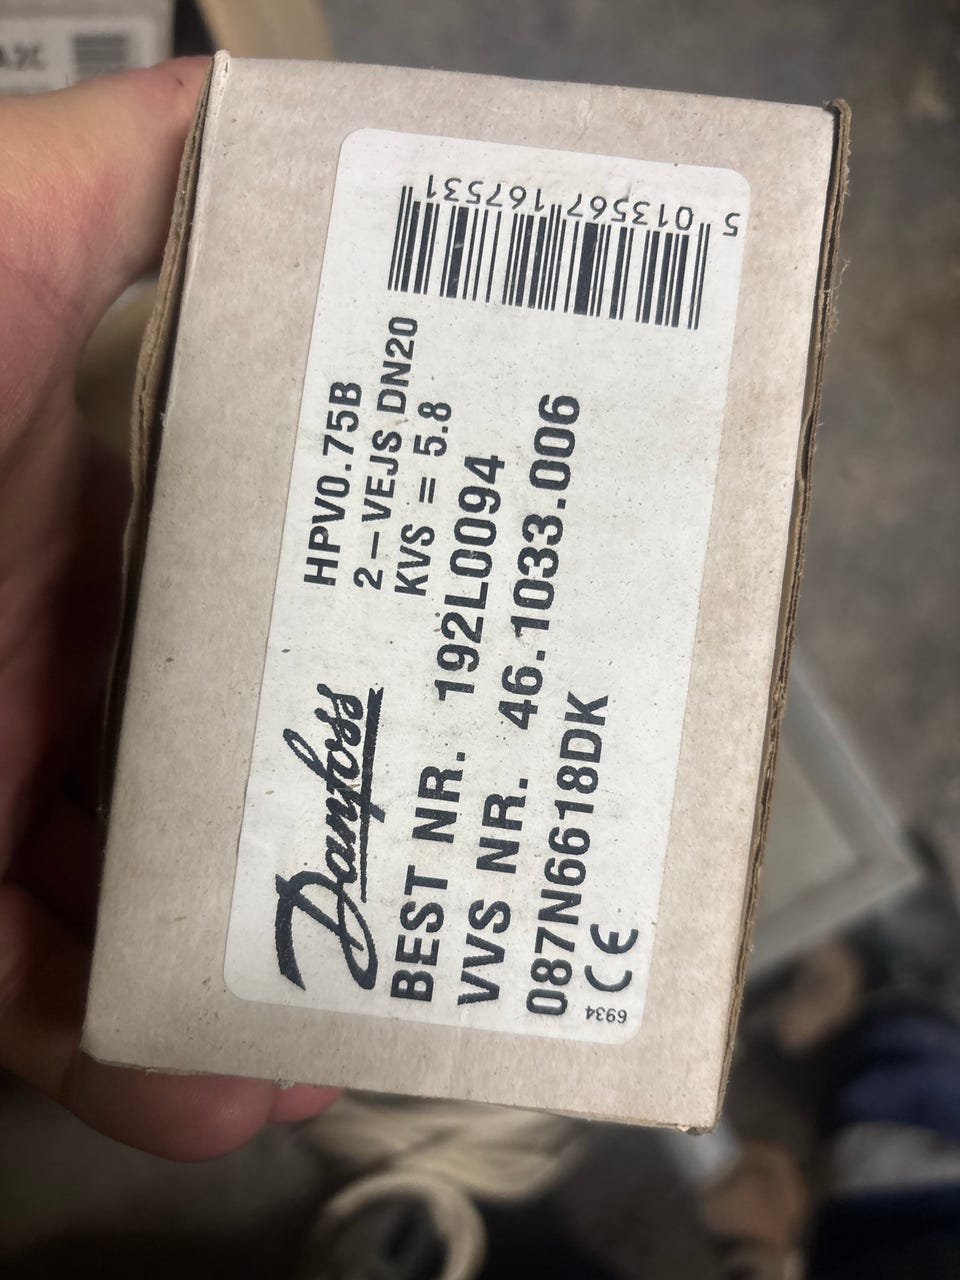 Danfoss
HPV0.75B
2-VEJS DN20
KVS = 5.8
BEST NR. 192L0094
VVS NR. 46.1033.006
087N6618DK
CE
6934
5 013567 167531